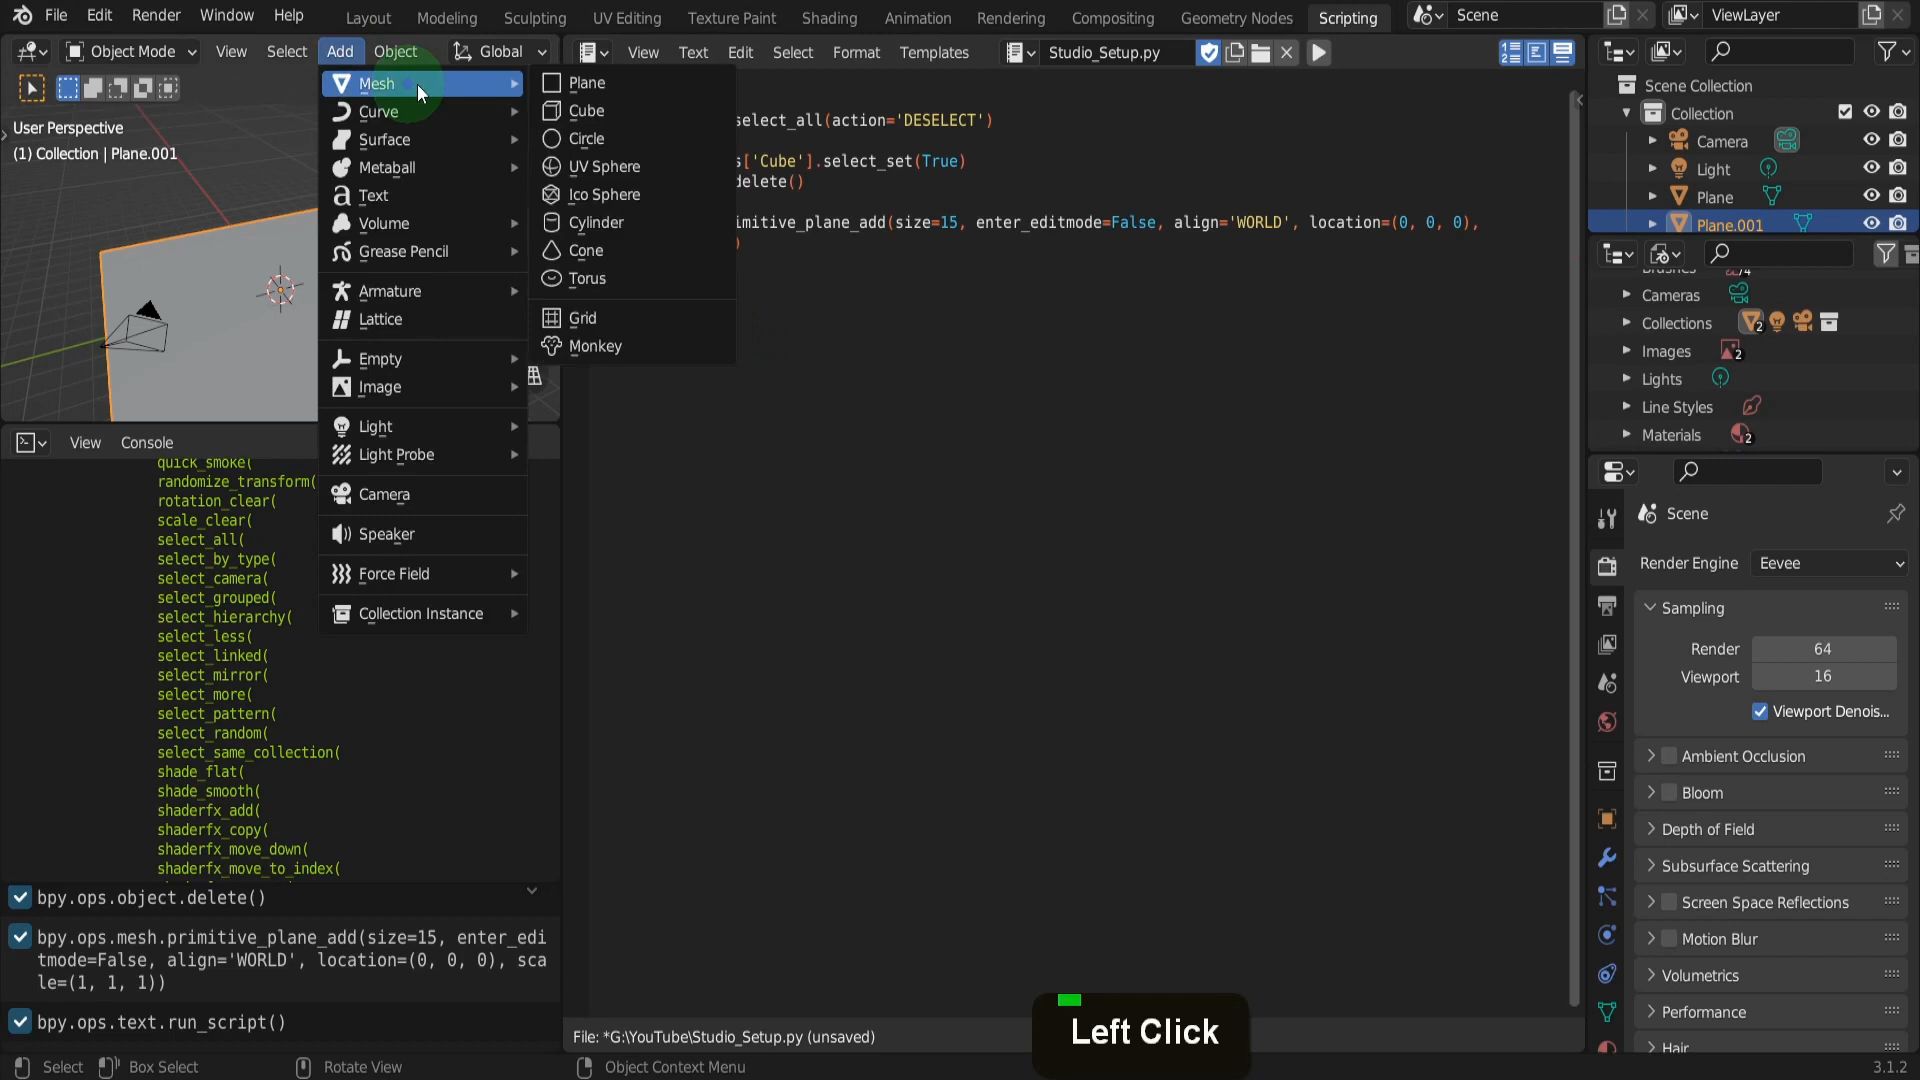 File Edit Render Window Help Layout Modeling Sculpting UV Editing Texture Paint Shading Animation Rendering Compositing Geometry Nodes Scripting Scene ViewLayer
Object Mode View Select Add Object Global
View Text Edit Select Format Templates Studio_Setup.py
User Perspective
(1) Collection | Plane.001
Mesh
Curve
Surface
Metaball
Text
Volume
Grease Pencil
Armature
Lattice
Empty
Image
Light
Light Probe
Camera
Speaker
Force Field
Collection Instance
Plane
Cube
Circle
UV Sphere
Ico Sphere
Cylinder
Cone
Torus
Grid
Monkey
select_all(action='DESELECT')
['Cube'].select_set(True)
delete()
imitive_plane_add(size=15, enter_editmode=False, align='WORLD', location=(0, 0, 0),
)
View Console
quick_smoke(
randomize_transform(
rotation_clear(
scale_clear(
select_all(
select_by_type(
select_camera(
select_grouped(
select_hierarchy(
select_less(
select_linked(
select_mirror(
select_more(
select_pattern(
select_random(
select_same_collection(
shade_flat(
shade_smooth(
shaderfx_add(
shaderfx_copy(
shaderfx_move_down(
shaderfx_move_to_index(
bpy.ops.object.delete()
bpy.ops.mesh.primitive_plane_add(size=15, enter_edi
tmode=False, align='WORLD', location=(0, 0, 0), sca
le=(1, 1, 1))
bpy.ops.text.run_script()
File: *G:\YouTube\Studio_Setup.py (unsaved)
Left Click
Scene Collection
Collection
Camera
Light
Plane
Plane.001
Brushes 74
Cameras
Collections 2
Images 2
Lights
Line Styles
Materials 2
Scene
Render Engine Eevee
Sampling
Render 64
Viewport 16
Viewport Denois...
Ambient Occlusion
Bloom
Depth of Field
Subsurface Scattering
Screen Space Reflections
Motion Blur
Volumetrics
Performance
Hair
Select Box Select Rotate View Object Context Menu 3.1.2